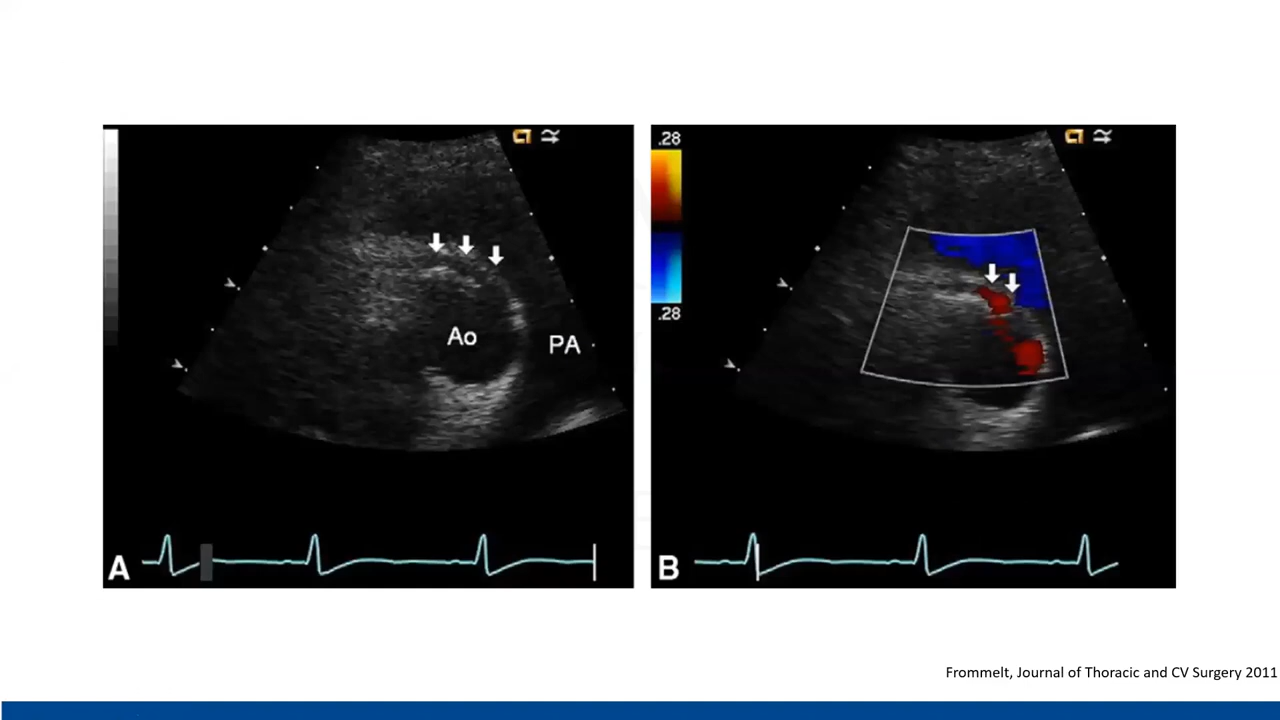 .28
Ao
PA
.28
A
B
Frommelt, Journal of Thoracic and CV Surgery 2011